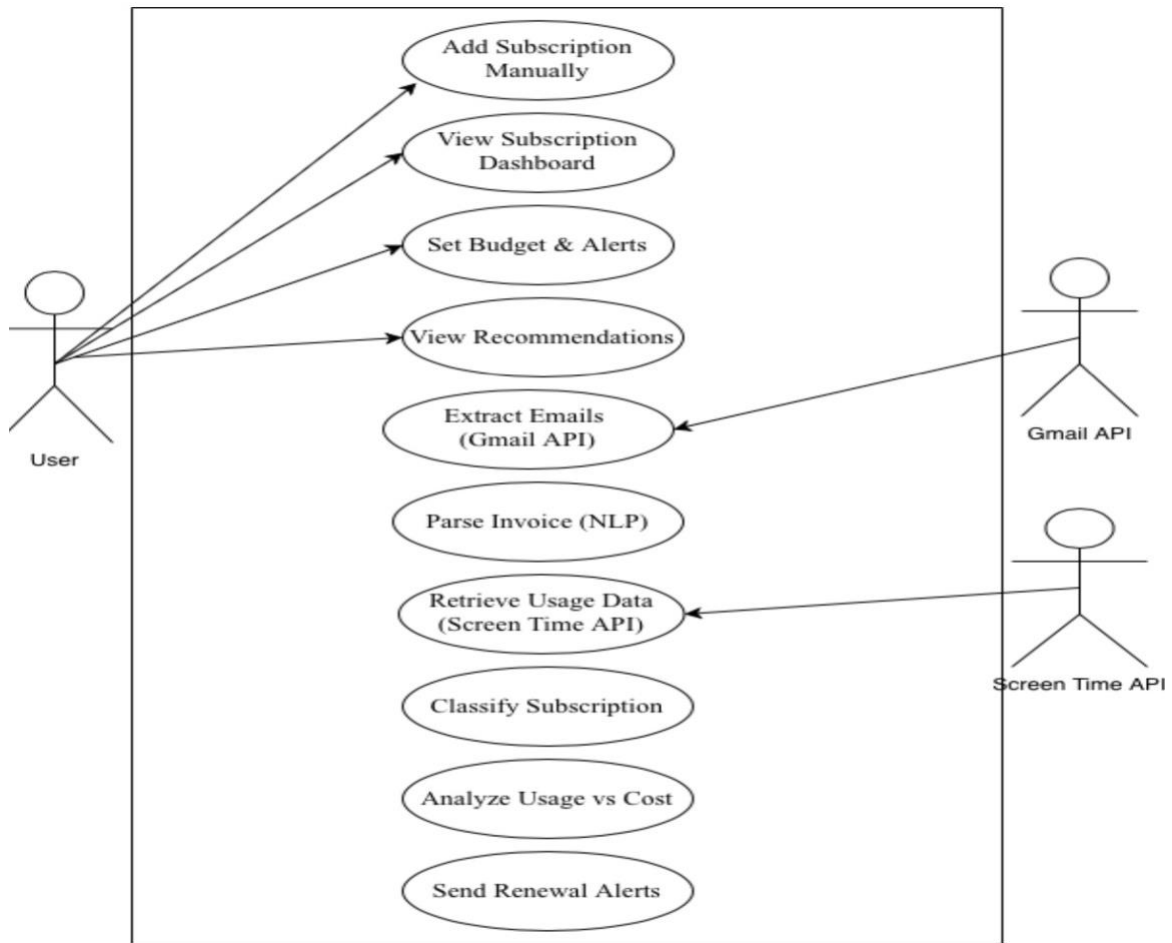 Add Subscription
Manually
View Subscription
Dashboard
Set Budget & Alerts
View Recommendations
Extract Emails
(Gmail API)
Parse Invoice (NLP)
Retrieve Usage Data
(Screen Time API)
Classify Subscription
Analyze Usage vs Cost
Send Renewal Alerts
User
Gmail API
Screen Time API